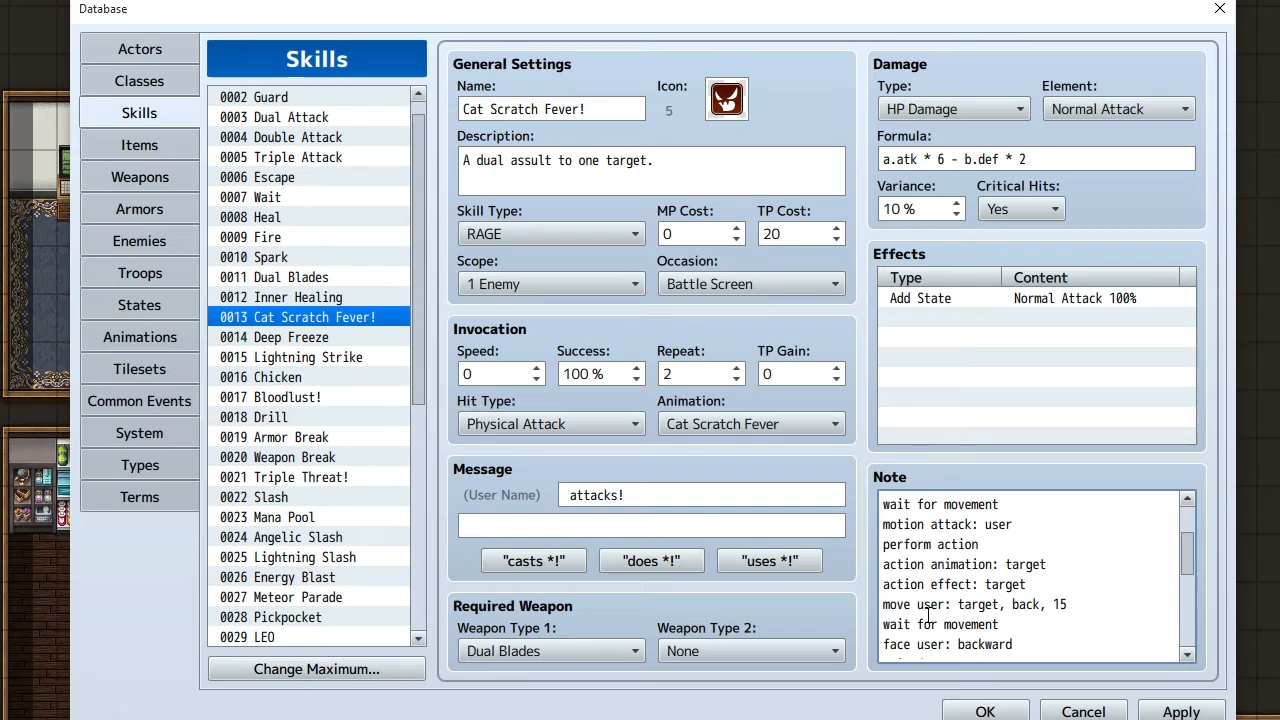 Database
Actors
Classes
Skills
Items
Weapons
Armors
Enemies
Troops
States
Animations
Tilesets
Common Events
System
Types
Terms
Skills
0002 Guard
0003 Dual Attack
0004 Double Attack
0005 Triple Attack
0006 Escape
0007 Wait
0008 Heal
0009 Fire
0010 Spark
0011 Dual Blades
0012 Inner Healing
0013 Cat Scratch Fever!
0014 Deep Freeze
0015 Lightning Strike
0016 Chicken
0017 Bloodlust!
0018 Drill
0019 Armor Break
0020 Weapon Break
0021 Triple Threat!
0022 Slash
0023 Mana Pool
0024 Angelic Slash
0025 Lightning Slash
0026 Energy Blast
0027 Meteor Parade
0028 Pickpocket
0029 LEO
Change Maximum...
General Settings
Name:
Icon:
Cat Scratch Fever!
5
Description:
A dual assult to one target.
Skill Type:
MP Cost:
TP Cost:
RAGE
0
20
Scope:
Occasion:
1 Enemy
Battle Screen
Invocation
Speed:
Success:
Repeat:
TP Gain:
0
100 %
2
0
Hit Type:
Animation:
Physical Attack
Cat Scratch Fever
Message
(User Name)
attacks!
"casts *!"
"does *!"
"uses *!"
Required Weapon
Weapon Type 1:
Weapon Type 2:
Dual Blades
None
Damage
Type:
Element:
HP Damage
Normal Attack
Formula:
a.atk * 6 - b.def * 2
Variance:
Critical Hits:
10 %
Yes
Effects
Type
Content
Add State
Normal Attack 100%
Note
wait for movement
motion attack: user
perform action
action animation: target
action effect: target
move user: target, back, 15
wait for movement
face user: backward
OK
Cancel
Apply